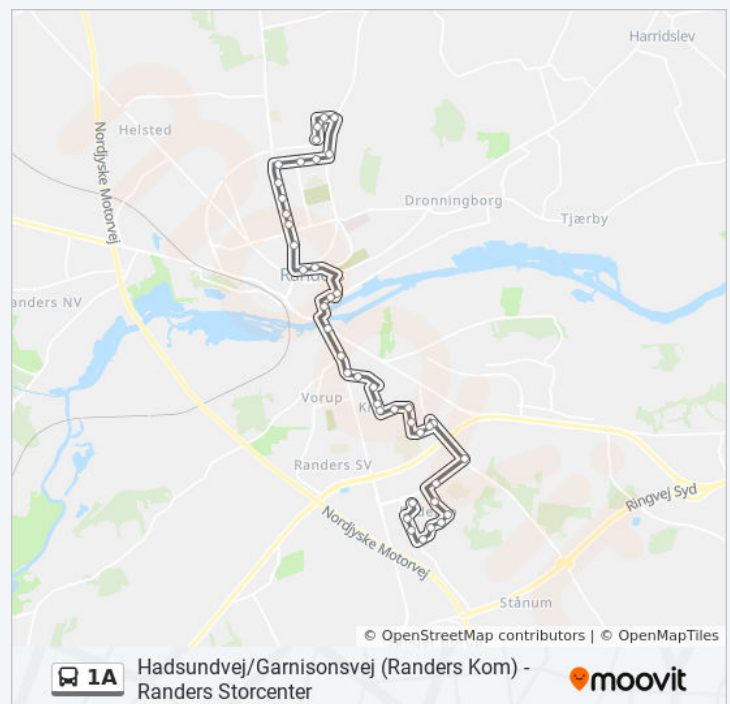 Harridslev
Helsted
Nordjyske Motorvej
Dronningborg
Tjærby
anders NV
Vorup
Randers SV
Ringvej Syd
Nordjyske Motorvej
Stånum
© OpenStreetMap contributors | © OpenMapTiles
1A
Hadsundvej/Garnisonsvej (Randers Kom) -
Randers Storcenter
moovit